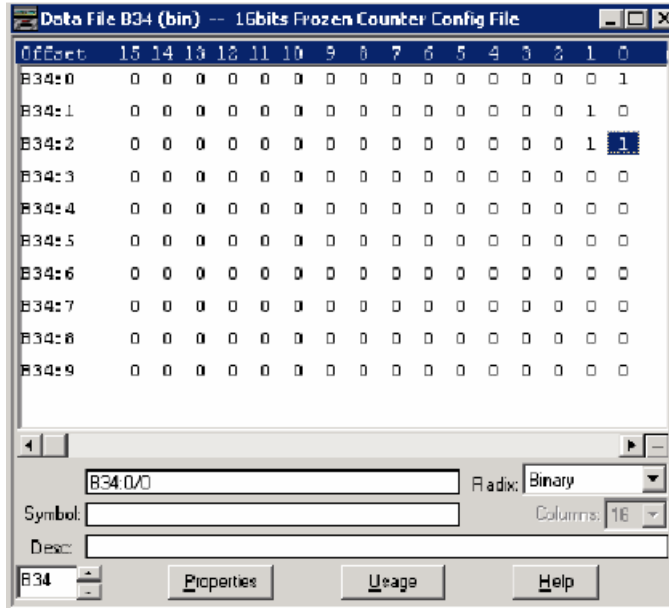 Data File B34 (bin) -- 16bits Frozen Counter Config File
Offset 15 14 13 12 11 10 9 8 7 6 5 4 3 2 1 0
B34:0 0 0 0 0 0 0 0 0 0 0 0 0 0 0 0 1
B34:1 0 0 0 0 0 0 0 0 0 0 0 0 0 0 1 0
B34:2 0 0 0 0 0 0 0 0 0 0 0 0 0 0 1 1
B34:3 0 0 0 0 0 0 0 0 0 0 0 0 0 0 0 0
B34:4 0 0 0 0 0 0 0 0 0 0 0 0 0 0 0 0
B34:5 0 0 0 0 0 0 0 0 0 0 0 0 0 0 0 0
B34:6 0 0 0 0 0 0 0 0 0 0 0 0 0 0 0 0
B34:7 0 0 0 0 0 0 0 0 0 0 0 0 0 0 0 0
B34:8 0 0 0 0 0 0 0 0 0 0 0 0 0 0 0 0
B34:9 0 0 0 0 0 0 0 0 0 0 0 0 0 0 0 0
B34:0/0 Radix: Binary
Symbol: Columns: 16
Desc:
B34 Properties Usage Help